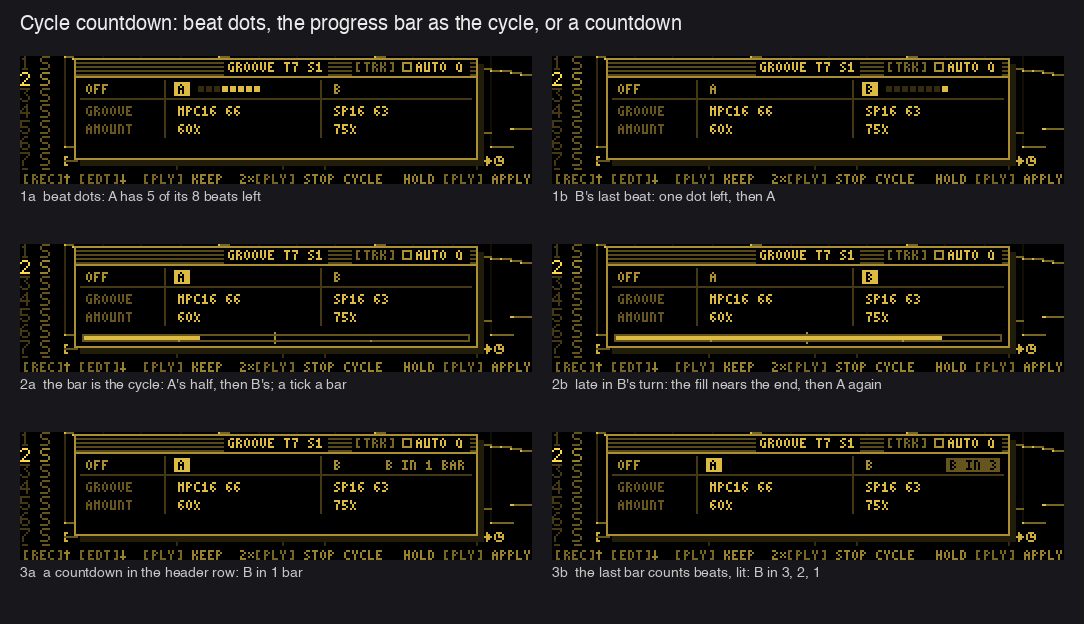 Cycle countdown: beat dots, the progress bar as the cycle, or a countdown
GROOVE T7 S1 [TRK] AUTO Q
OFF A B
GROOVE MPC16 66 SP16 63
AMOUNT 60% 75%
[REC]↑ [EDT]↓ [PLY] KEEP 2×[PLY] STOP CYCLE HOLD [PLY] APPLY
1a beat dots: A has 5 of its 8 beats left
GROOVE T7 S1 [TRK] AUTO Q
OFF A B
GROOVE MPC16 66 SP16 63
AMOUNT 60% 75%
[REC]↑ [EDT]↓ [PLY] KEEP 2×[PLY] STOP CYCLE HOLD [PLY] APPLY
1b B's last beat: one dot left, then A
GROOVE T7 S1 [TRK] AUTO Q
OFF A B
GROOVE MPC16 66 SP16 63
AMOUNT 60% 75%
[REC]↑ [EDT]↓ [PLY] KEEP 2×[PLY] STOP CYCLE HOLD [PLY] APPLY
2a the bar is the cycle: A's half, then B's; a tick a bar
GROOVE T7 S1 [TRK] AUTO Q
OFF A B
GROOVE MPC16 66 SP16 63
AMOUNT 60% 75%
[REC]↑ [EDT]↓ [PLY] KEEP 2×[PLY] STOP CYCLE HOLD [PLY] APPLY
2b late in B's turn: the fill nears the end, then A again
GROOVE T7 S1 [TRK] AUTO Q
OFF A B B IN 1 BAR
GROOVE MPC16 66 SP16 63
AMOUNT 60% 75%
[REC]↑ [EDT]↓ [PLY] KEEP 2×[PLY] STOP CYCLE HOLD [PLY] APPLY
3a a countdown in the header row: B in 1 bar
GROOVE T7 S1 [TRK] AUTO Q
OFF A B B IN 3
GROOVE MPC16 66 SP16 63
AMOUNT 60% 75%
[REC]↑ [EDT]↓ [PLY] KEEP 2×[PLY] STOP CYCLE HOLD [PLY] APPLY
3b the last bar counts beats, lit: B in 3, 2, 1